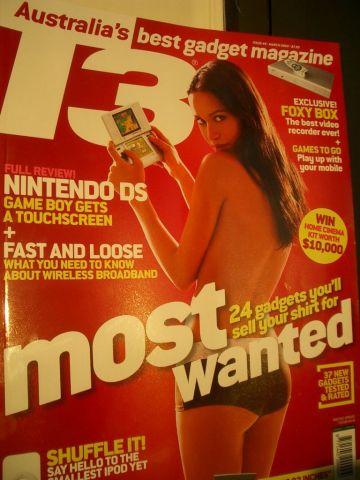 Australia's best gadget magazine
T3
EXCLUSIVE!
FOXY BOX
The best video
recorder ever!
+
GAMES TO GO
Play up with
your mobile
FULL REVIEW!
NINTENDO DS
GAME BOY GETS
A TOUCHSCREEN
+
FAST AND LOOSE
WHAT YOU NEED TO KNOW
ABOUT WIRELESS BROADBAND
WIN
HOME CINEMA
KIT WORTH
$10,000
24 gadgets you'll
sell your shirt for
most
wanted
37 NEW
GADGETS
TESTED
& RATED
SHUFFLE IT!
SAY HELLO TO THE
SMALLEST IPOD YET